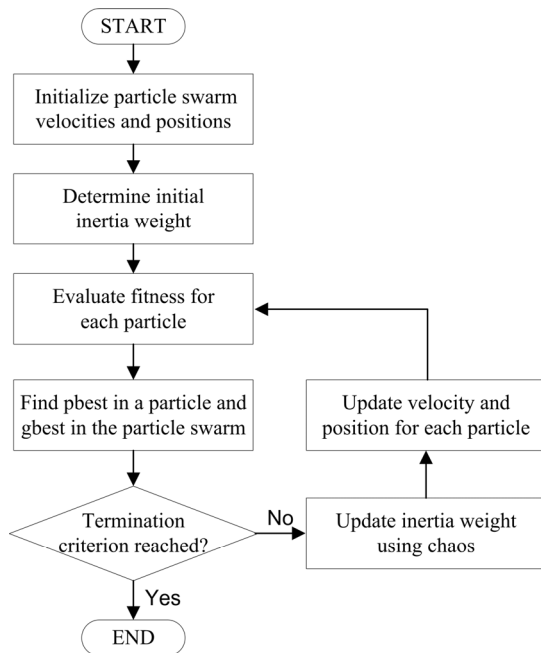 START
Initialize particle swarm
velocities and positions
Determine initial
inertia weight
Evaluate fitness for
each particle
Find pbest in a particle and
gbest in the particle swarm
Update velocity and
position for each particle
Termination
criterion reached?
No
Update inertia weight
using chaos
Yes
END